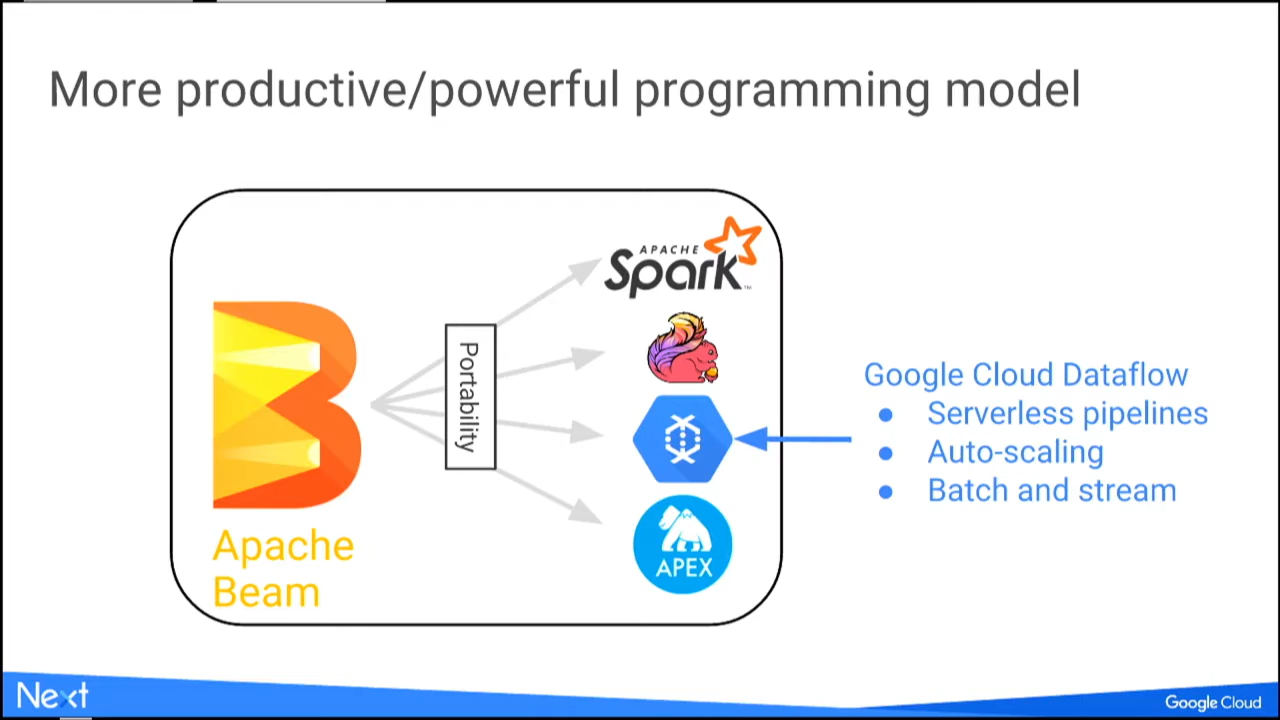 More productive/powerful programming model
APACHE
Spark™
Portability
Google Cloud Dataflow
● Serverless pipelines
● Auto-scaling
● Batch and stream
APEX
Apache
Beam
Next
Google Cloud